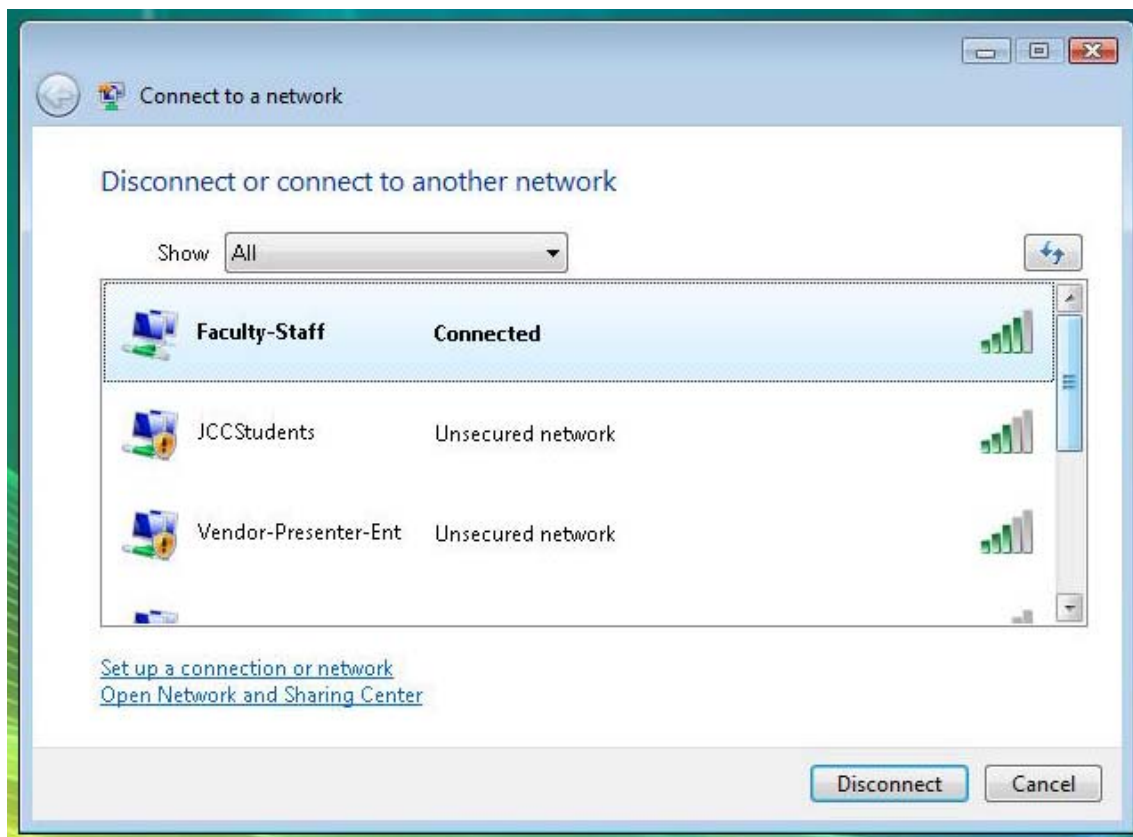 Connect to a network
Disconnect or connect to another network
Show All
Faculty-Staff Connected
JCCStudents Unsecured network
Vendor-Presenter-Ent Unsecured network
Set up a connection or network
Open Network and Sharing Center
Disconnect Cancel